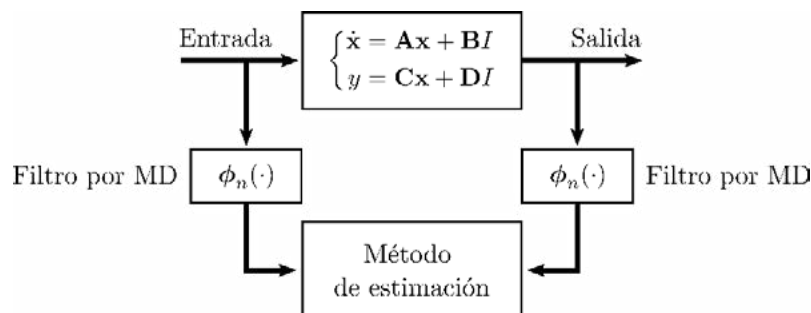 Entrada
ẋ = Ax + BI
y = Cx + DI
Salida
Filtro por MD
ϕₙ(·)
ϕₙ(·)
Filtro por MD
Método
de estimación